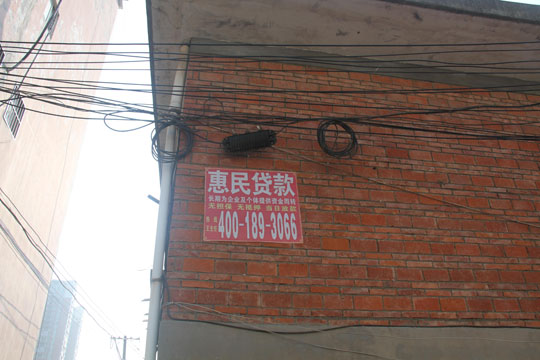 惠民贷款
长期为企业及个体提供资金周转
无担保 无抵押 当日放款
400-189-3066